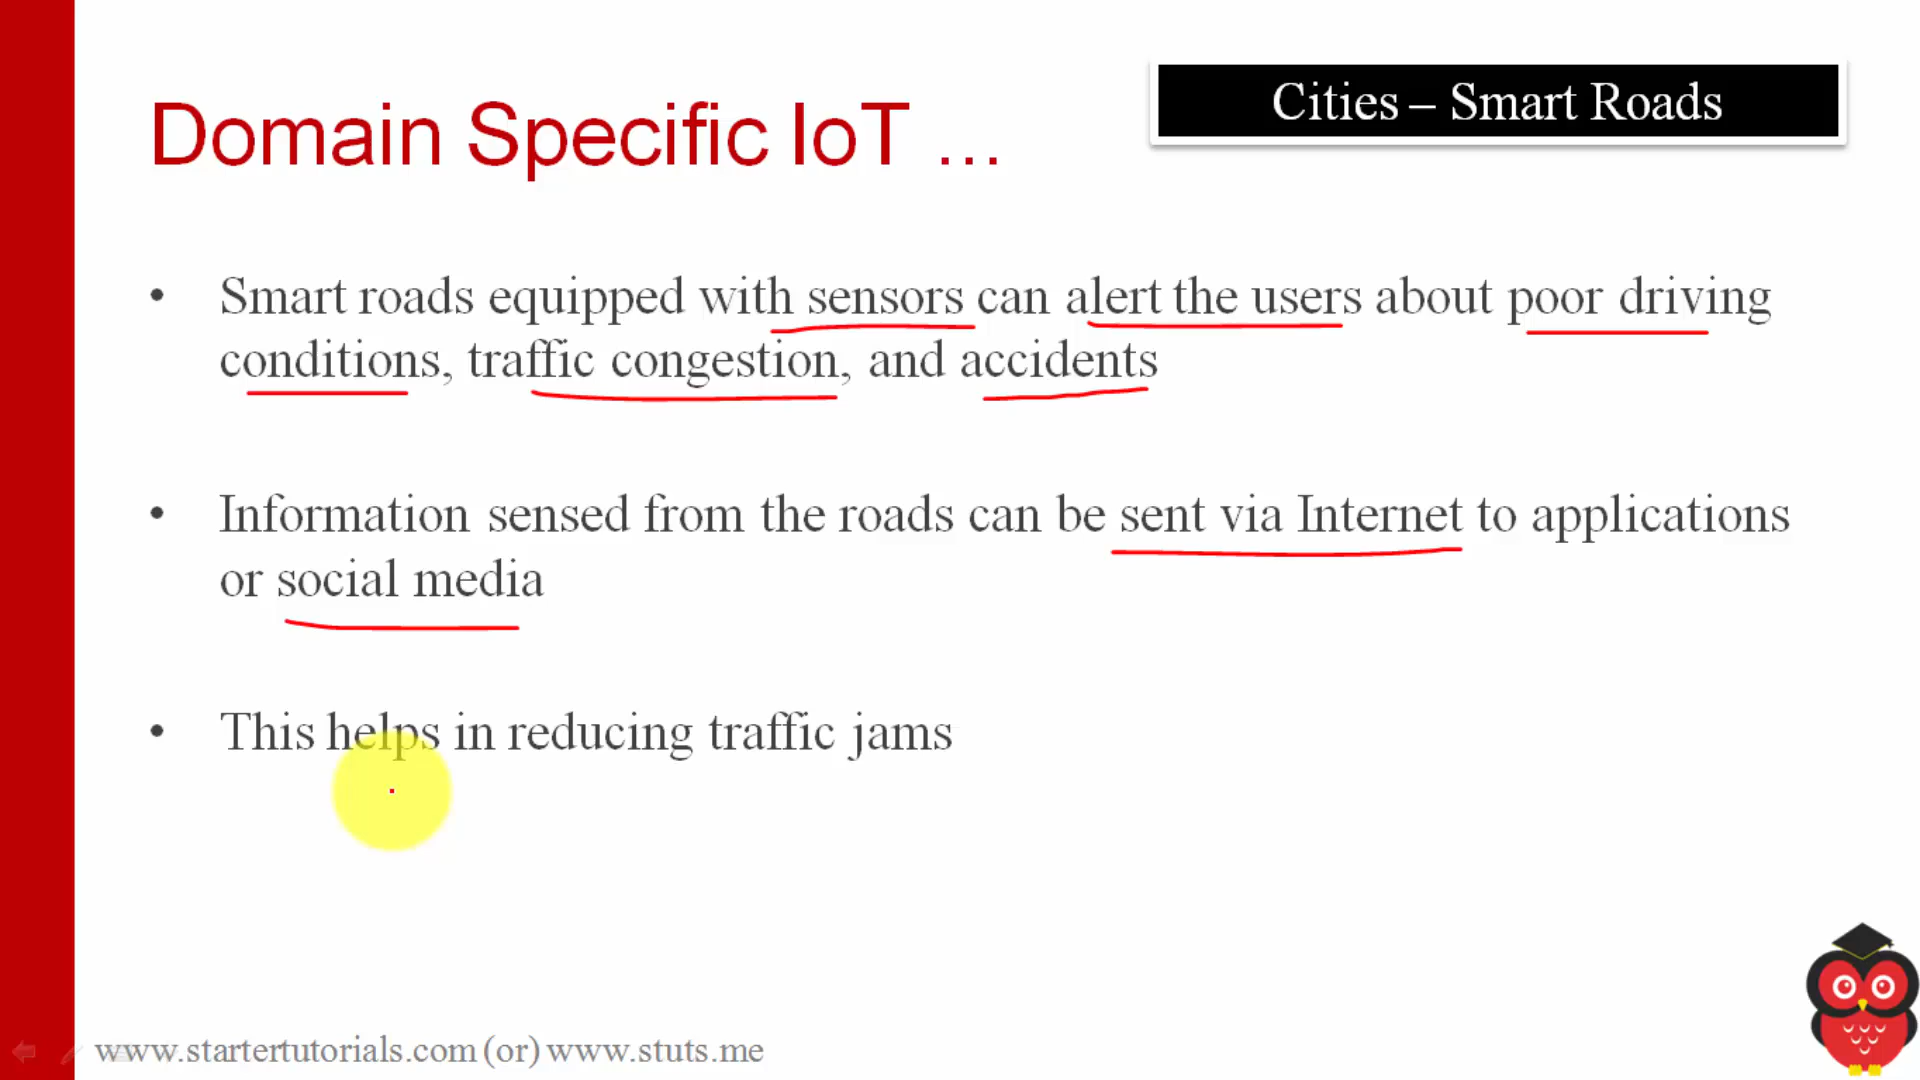 Cities – Smart Roads
Domain Specific IoT ...
• Smart roads equipped with sensors can alert the users about poor driving
conditions, traffic congestion, and accidents
• Information sensed from the roads can be sent via Internet to applications
or social media
• This helps in reducing traffic jams
www.startertutorials.com (or) www.stuts.me